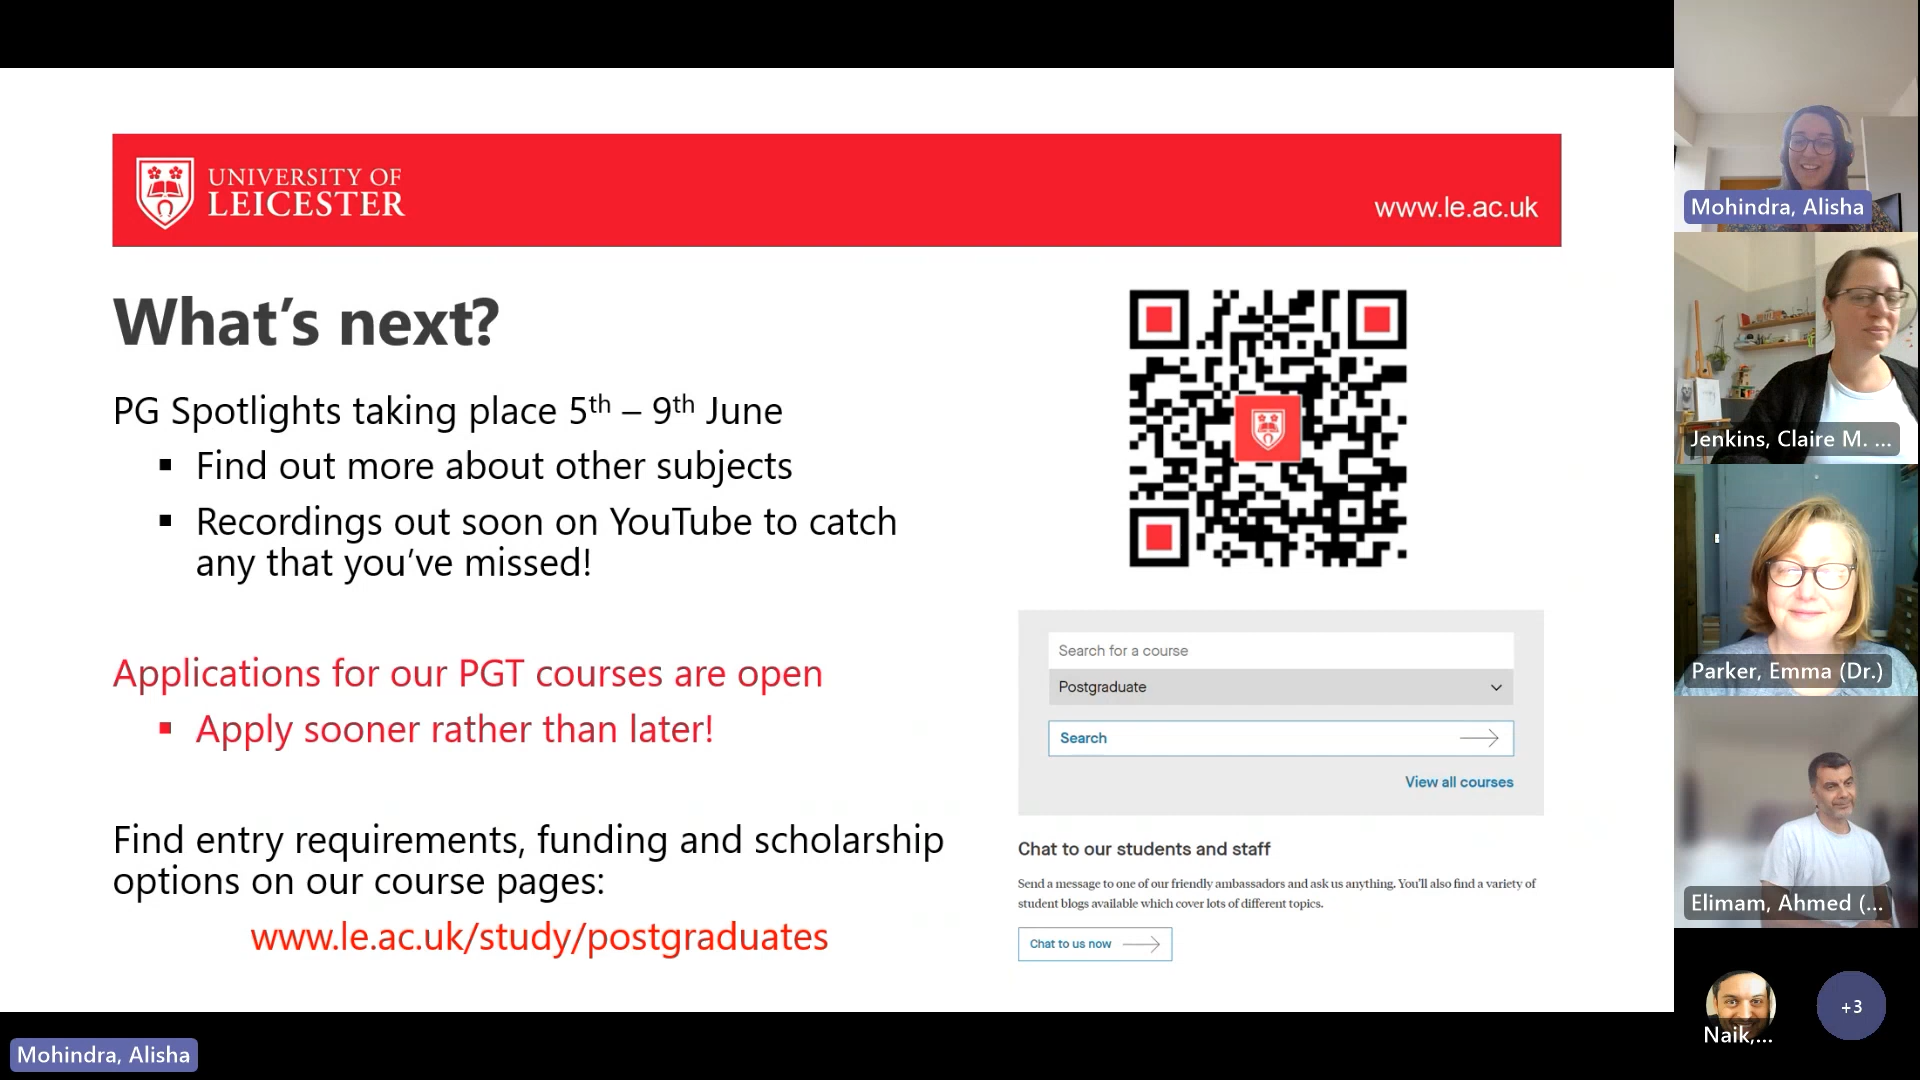 UNIVERSITY OF
LEICESTER
www.le.ac.uk
What's next?
PG Spotlights taking place 5th – 9th June
▪ Find out more about other subjects
▪ Recordings out soon on YouTube to catch
any that you've missed!
Applications for our PGT courses are open
▪ Apply sooner rather than later!
Find entry requirements, funding and scholarship
options on our course pages:
www.le.ac.uk/study/postgraduates
Search for a course
Postgraduate
Search
View all courses
Chat to our students and staff
Send a message to one of our friendly ambassadors and ask us anything. You'll also find a variety of
student blogs available which cover lots of different topics.
Chat to us now
Mohindra, Alisha
Jenkins, Claire M. ...
Parker, Emma (Dr.)
Elimam, Ahmed (...
Naik,...
+3
Mohindra, Alisha